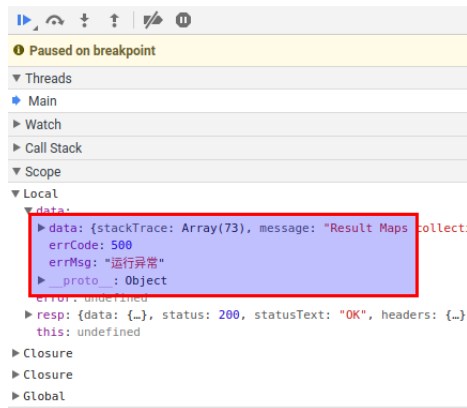 Paused on breakpoint
Threads
Main
Watch
Call Stack
Scope
Local
data:
data: {stackTrace: Array(73), message: "Result Maps collecti
errCode: 500
errMsg: "运行异常"
__proto__: Object
error: undefined
resp: {data: {…}, status: 200, statusText: "OK", headers: {…}
this: undefined
Closure
Closure
Global